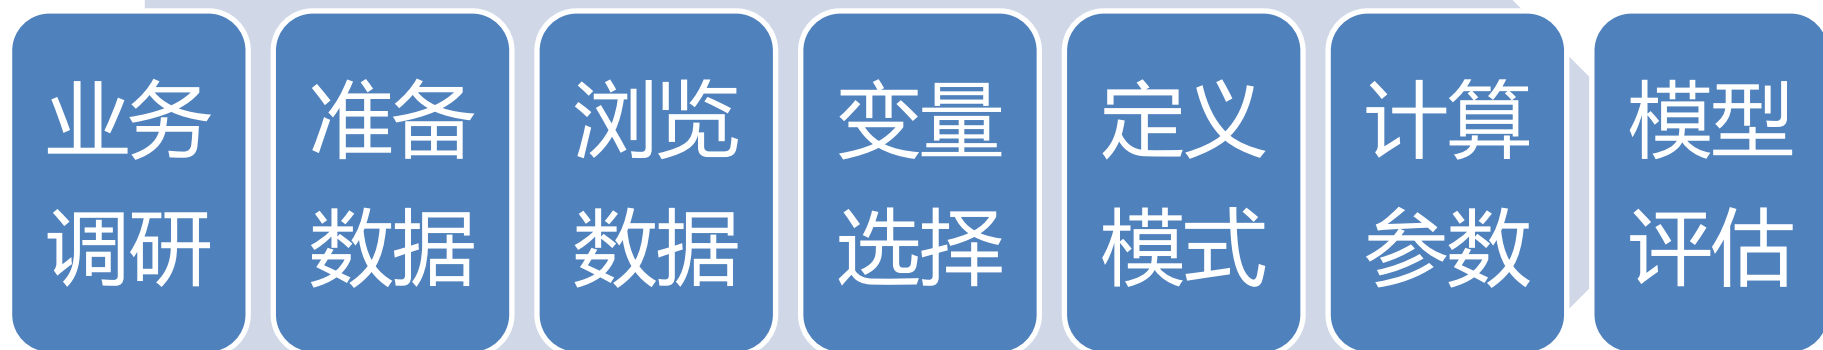 业务
调研
准备
数据
浏览
数据
变量
选择
定义
模式
计算
参数
模型
评估